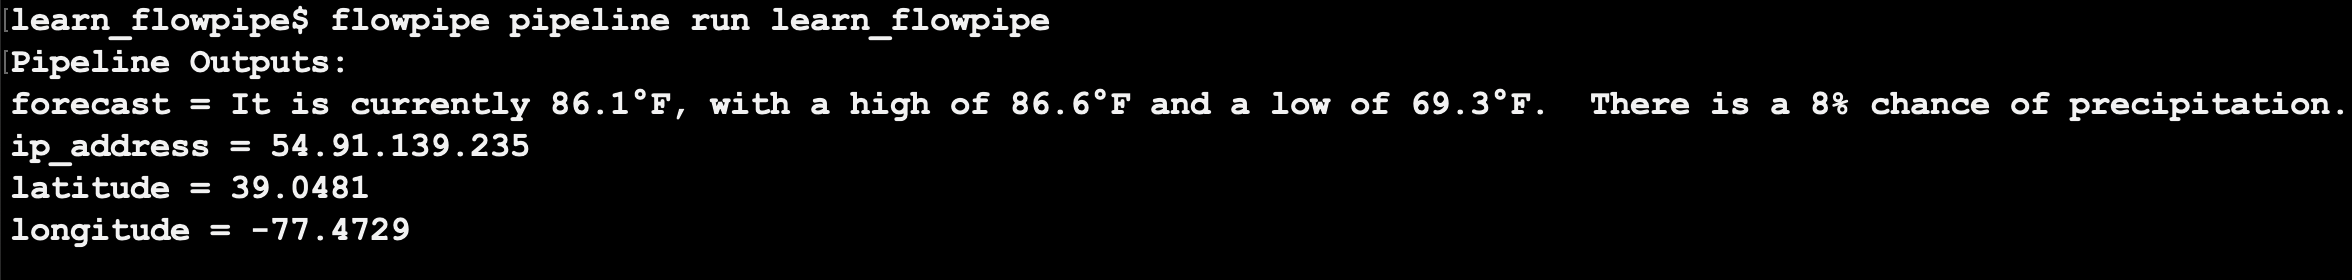 learn_flowpipe$ flowpipe pipeline run learn_flowpipe
Pipeline Outputs:
forecast = It is currently 86.1°F, with a high of 86.6°F and a low of 69.3°F.  There is a 8% chance of precipitation.
ip_address = 54.91.139.235
latitude = 39.0481
longitude = -77.4729